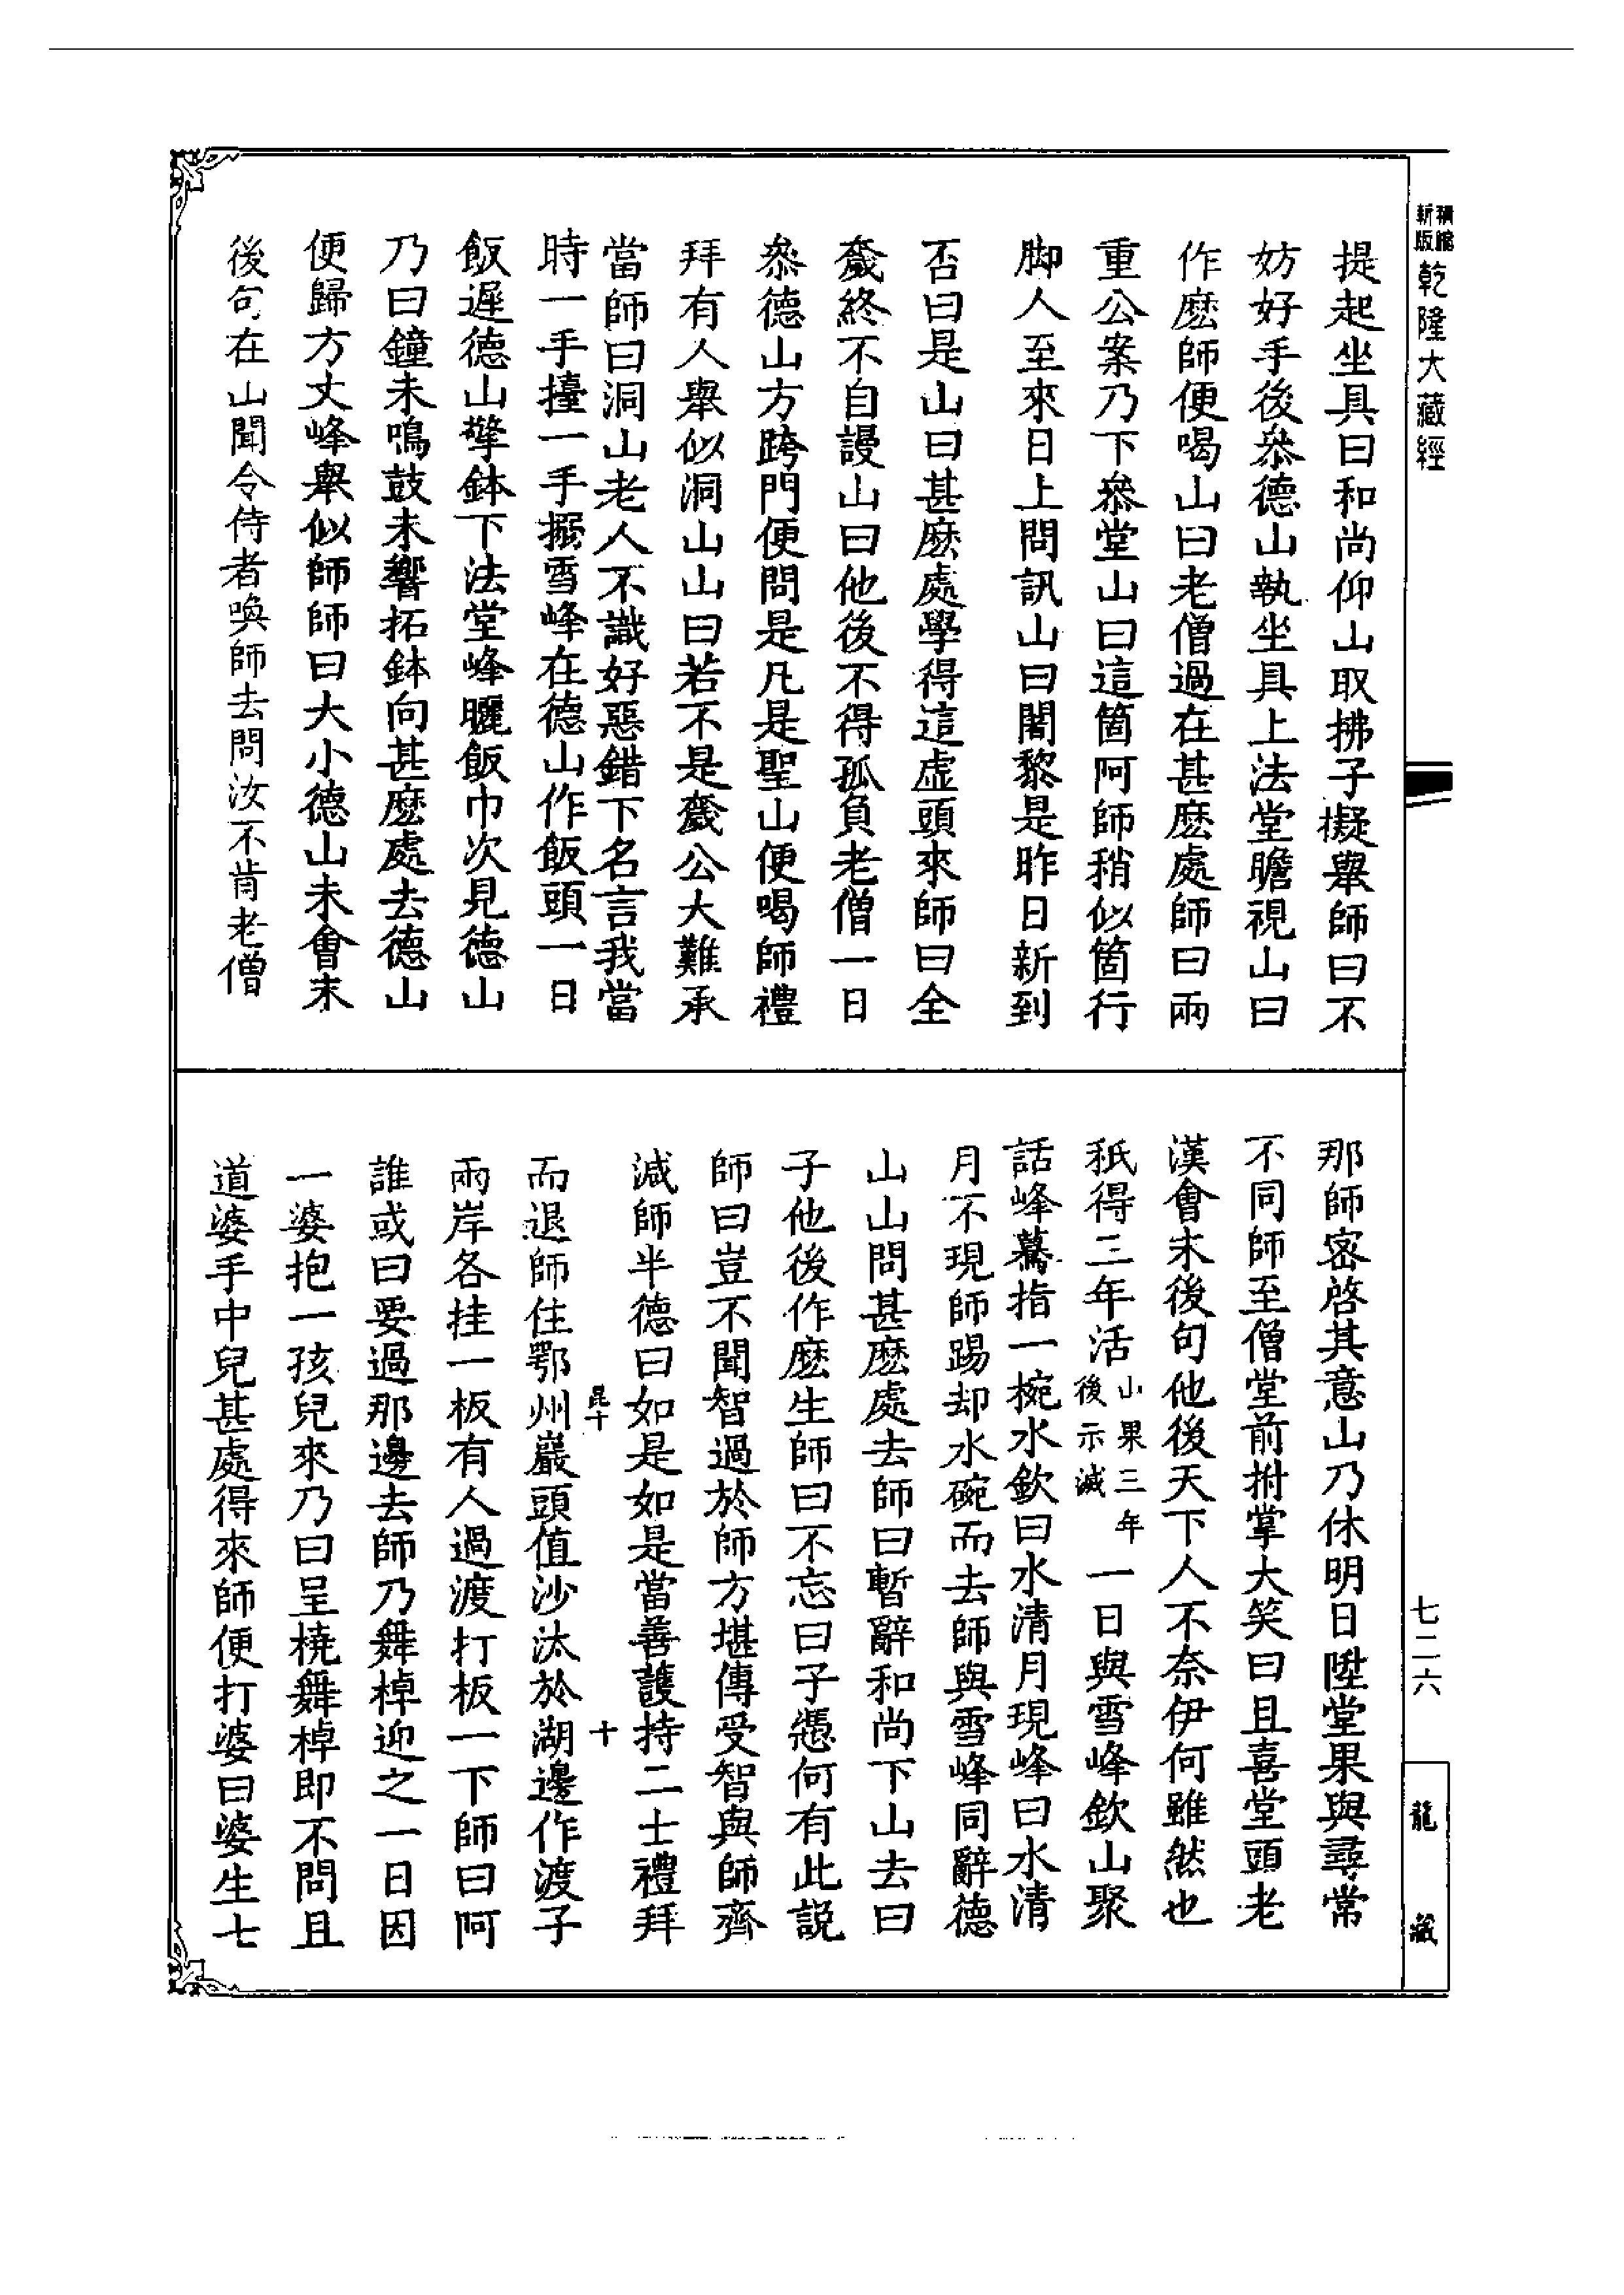 精縮
新版
乾隆大藏經
提起坐具曰和尚仰山取拂子擬舉師曰不
妨好手後叅德山執坐具上法堂瞻視山曰
作麽師便喝山曰老僧過在甚麽處師曰兩
重公案乃下叅堂山曰這箇阿師稍似箇行
脚人至來日上問訊山曰闍黎是昨日新到
否曰是山曰甚麽處學得這虛頭來師曰全
奯終不自謾山曰他後不得孤負老僧一日
叅德山方跨門便問是凡是聖山便喝師禮
拜有人舉似洞山山曰若不是奯公大難承
當師曰洞山老人不識好惡錯下名言我當
時一手擡一手搦雪峰在德山作飯頭一日
飯遲德山擎鉢下法堂峰曬飯巾次見德山
乃曰鐘未鳴鼓未響拓鉢向甚麽處去德山
便歸方丈峰舉似師師曰大小德山未會末
後句在山聞令侍者喚師去問汝不肯老僧
那師密啓其意山乃休明日陞堂果與尋常
不同師至僧堂前拊掌大笑曰且喜堂頭老
漢會末後句他後天下人不奈伊何雖然也
秖得三年活山果三年後示滅一日與雪峰欽山聚
話峰驀指一椀水欽曰水清月現峰曰水清
月不現師踢却水碗而去師與雪峰同辭德
山山問甚麽處去師曰暫辭和尚下山去曰
子他後作麽生師曰不忘曰子憑何有此説
師曰豈不聞智過於師方堪傳受智與師齊
減師半德曰如是如是當善護持二士禮拜
昆十
十
而退師住鄂州巖頭值沙汰於湖邊作渡子
兩岸各挂一板有人過渡打板一下師曰阿
誰或曰要過那邊去師乃舞棹迎之一日因
一婆抱一孩兒來乃曰呈橈舞棹即不問且
道婆手中兒甚處得來師便打婆曰婆生七
七二六
龍藏